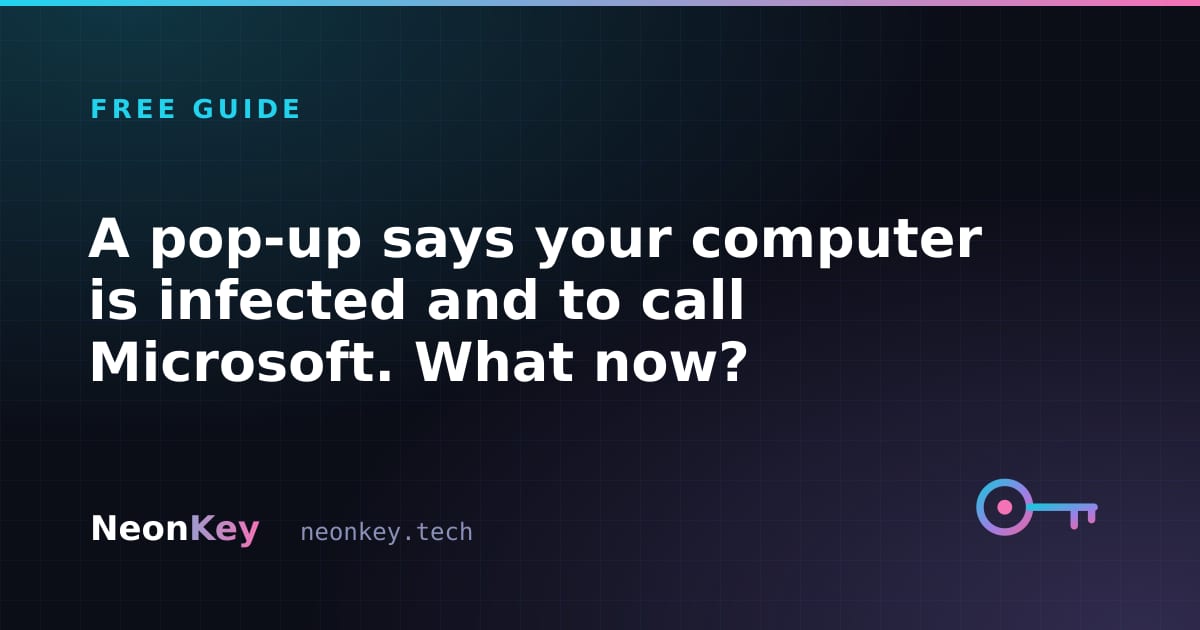 FREE GUIDE
A pop-up says your computer
is infected and to call
Microsoft. What now?
NeonKey neonkey.tech